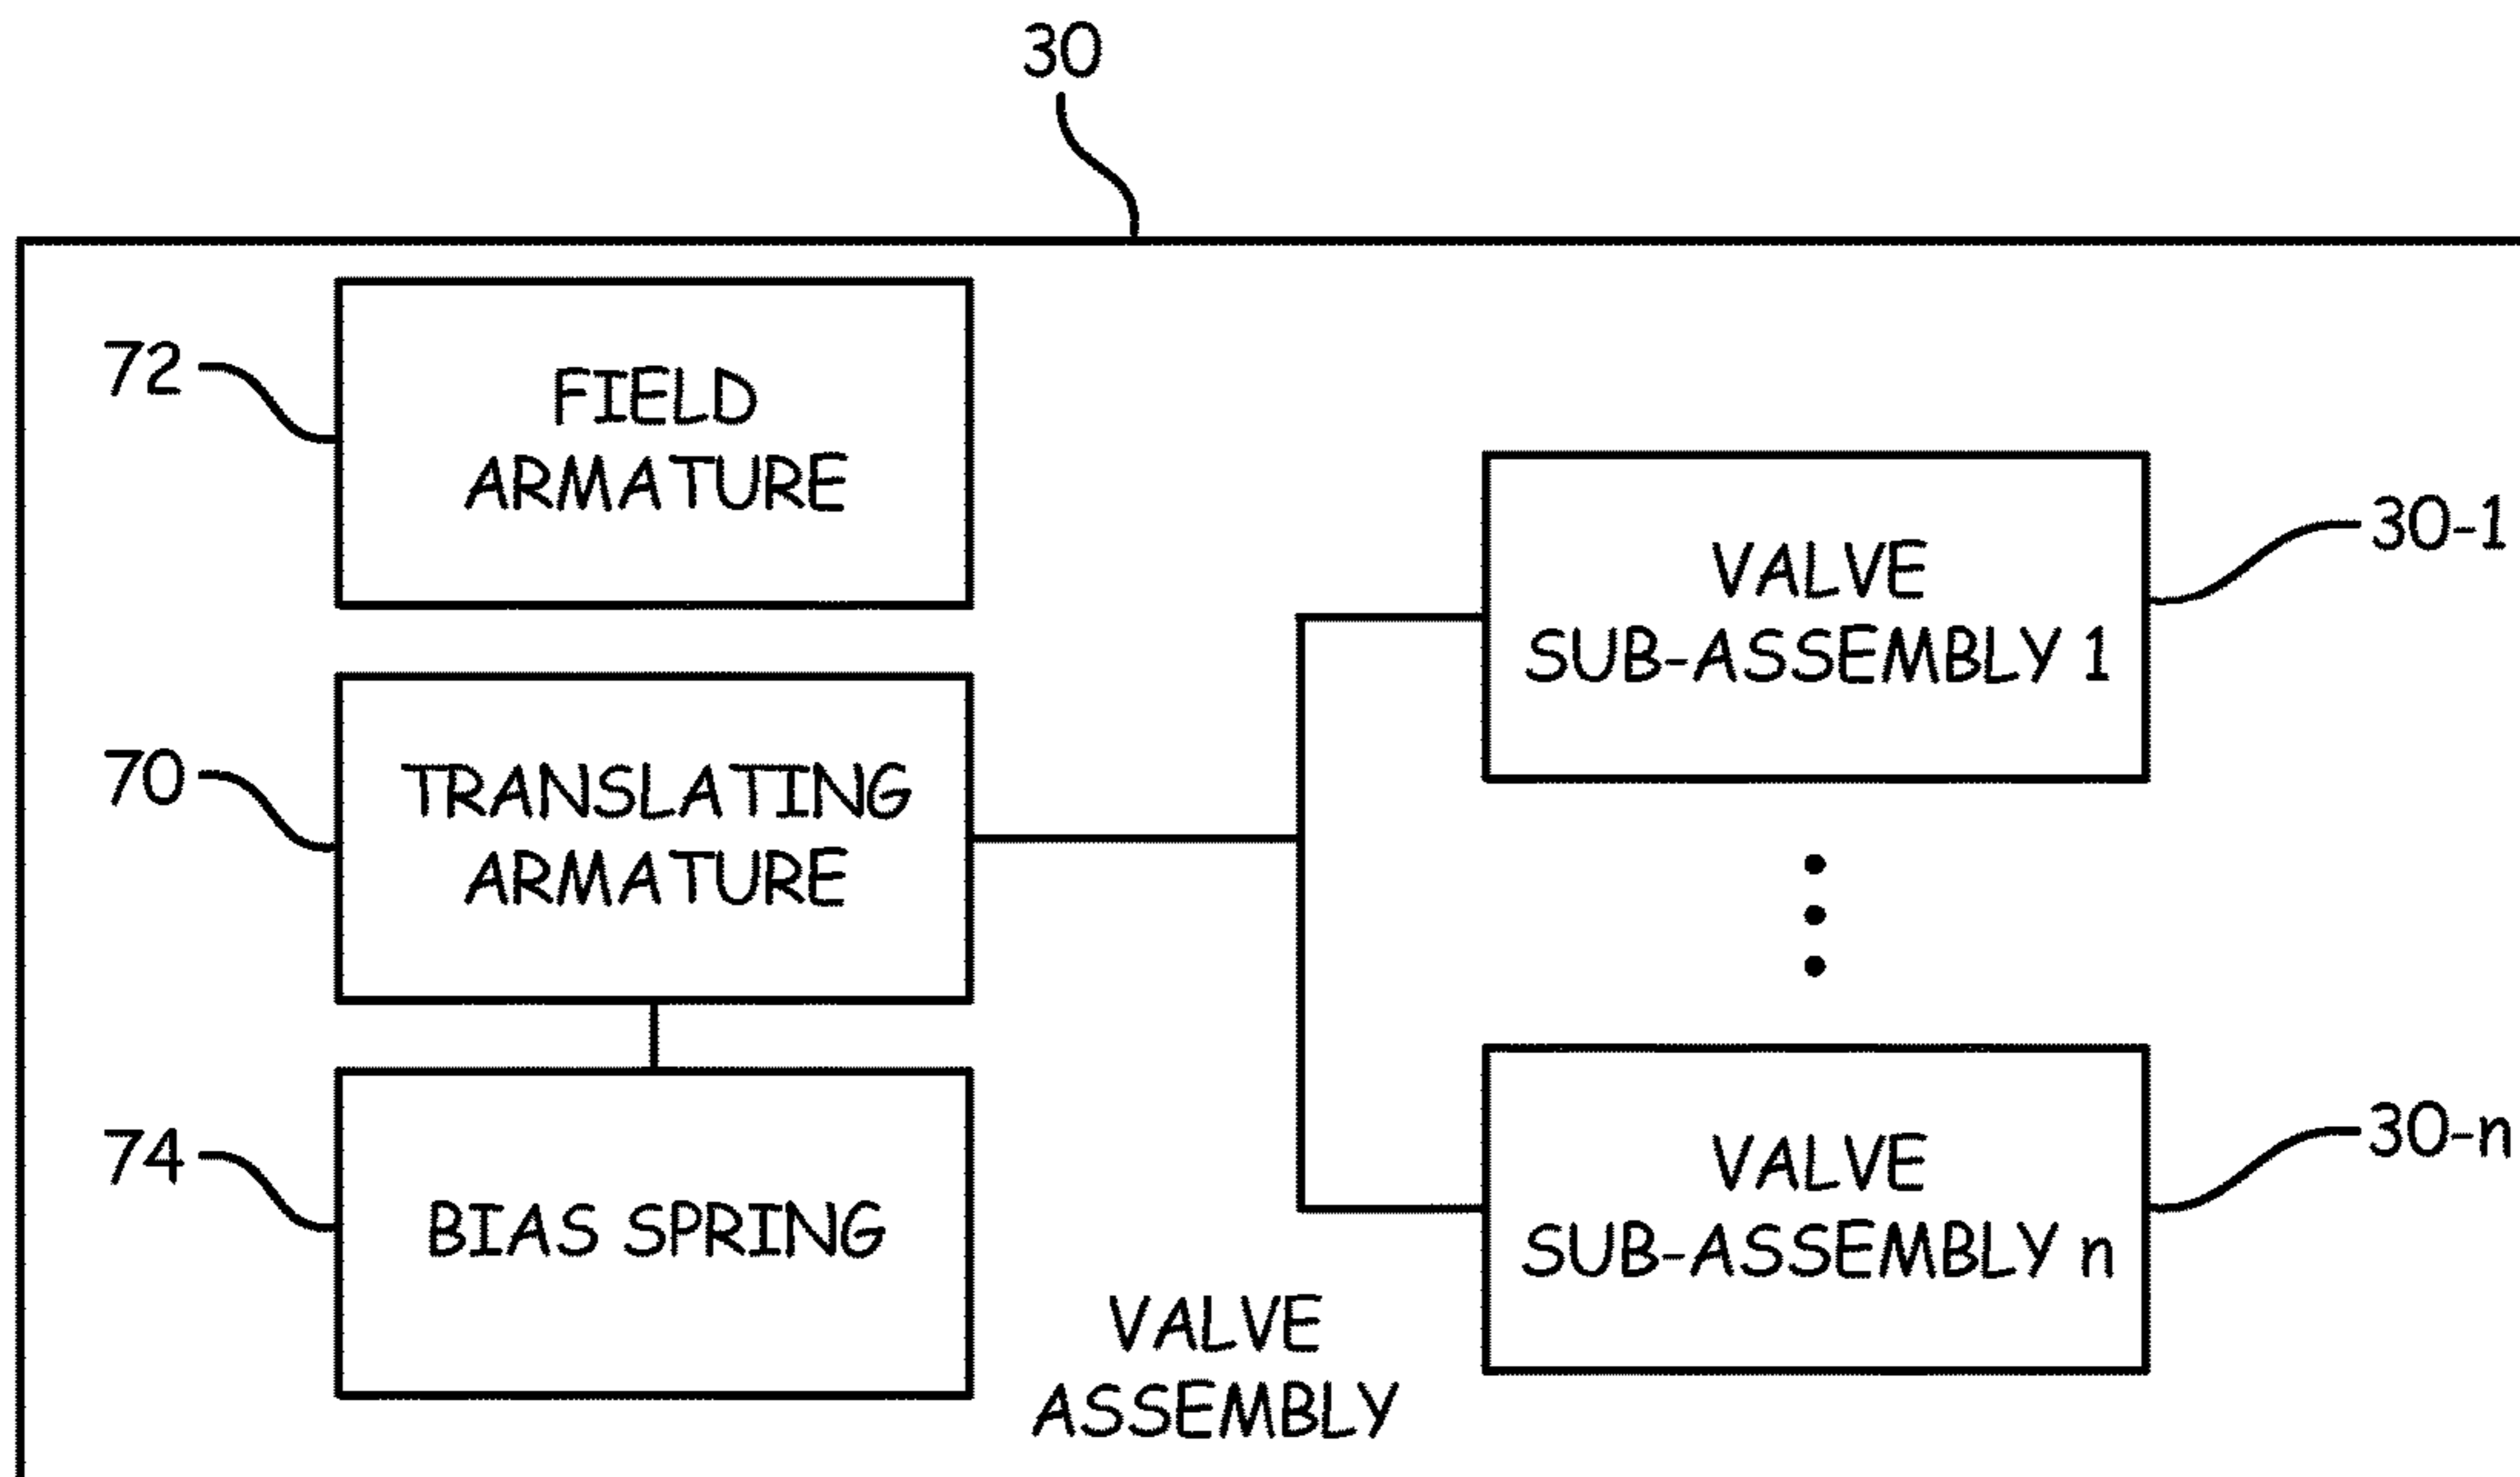 30
72
FIELD
ARMATURE
VALVE
SUB-ASSEMBLY 1
30-1
70
TRANSLATING
ARMATURE
74
BIAS SPRING
VALVE
SUB-ASSEMBLY n
30-n
VALVE
ASSEMBLY